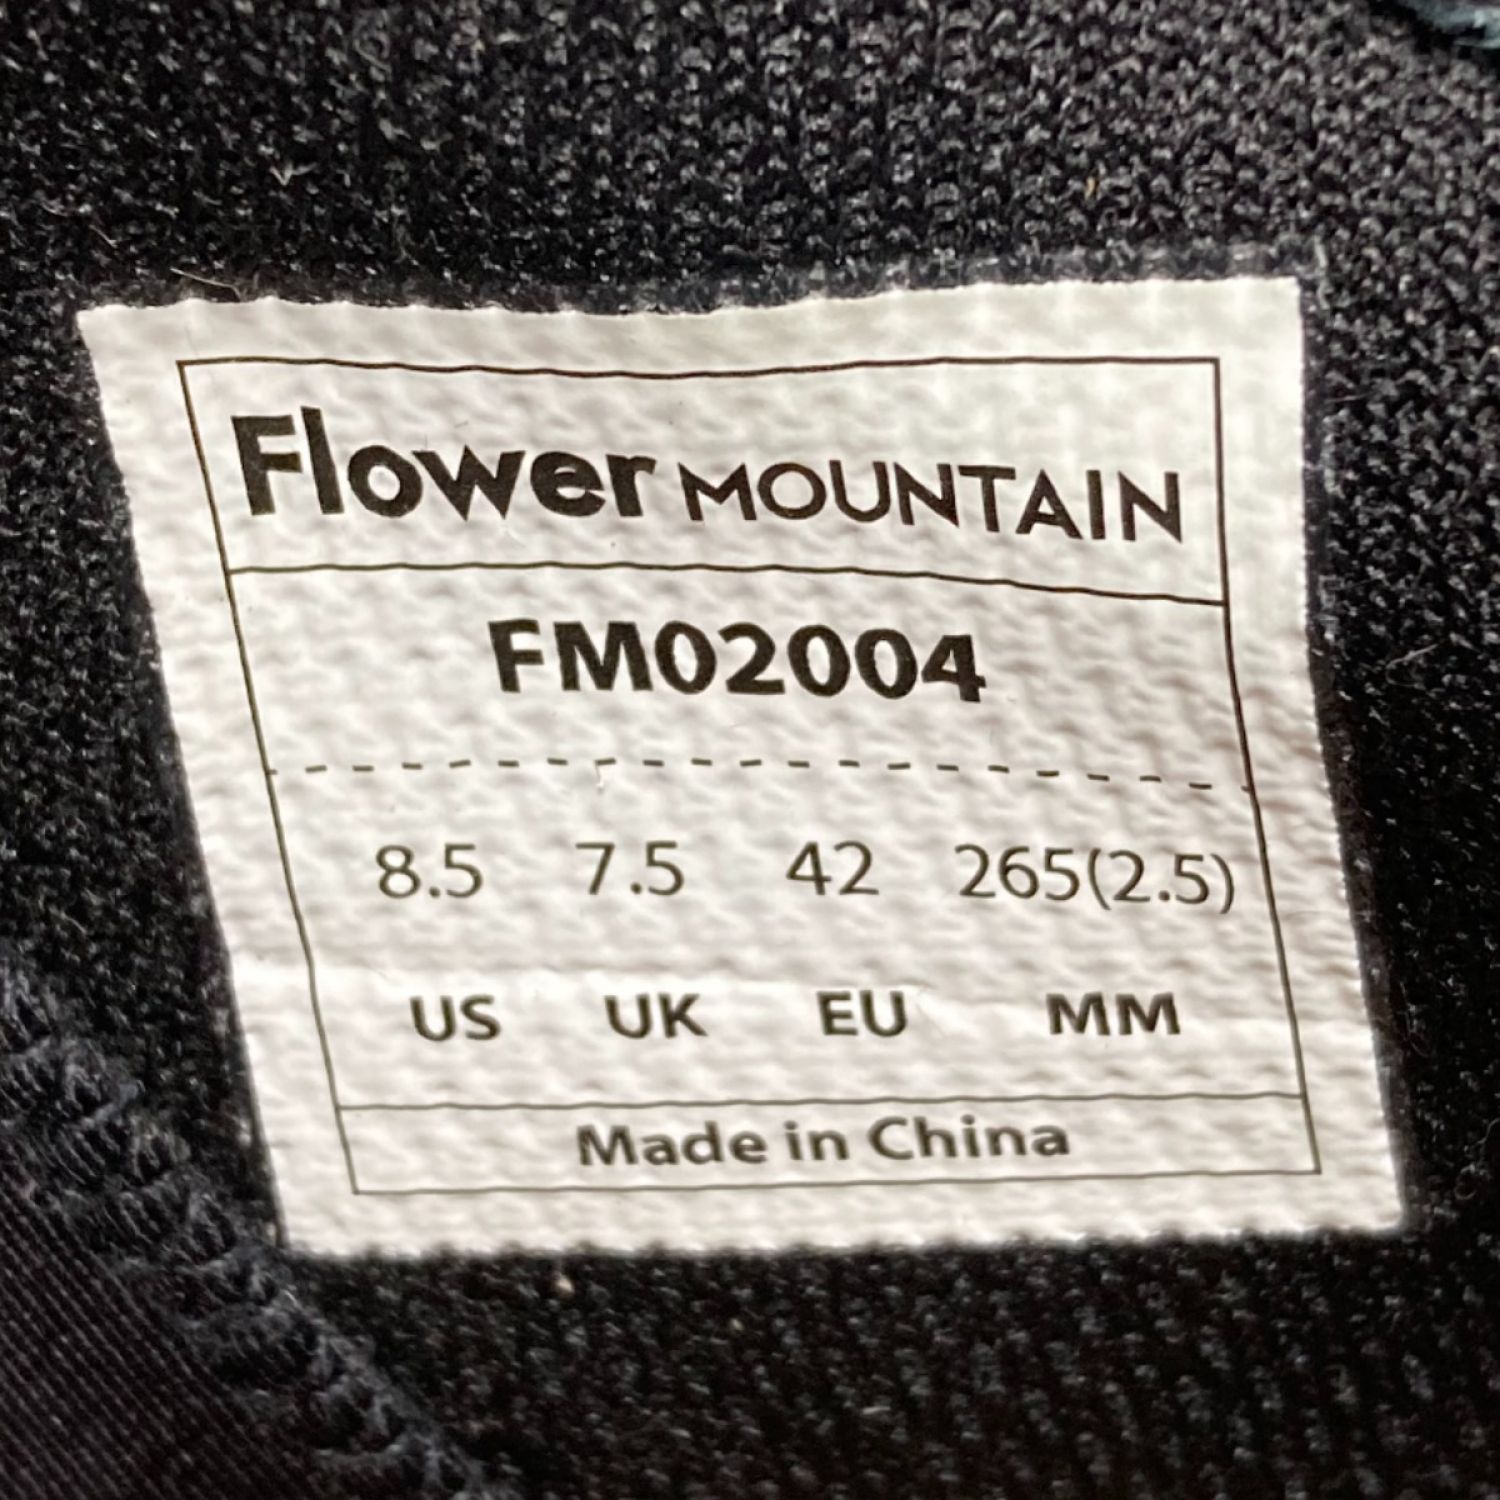 Flower MOUNTAIN
FM02004
8.5 7.5 42 265(2.5)
US UK EU MM
Made in China